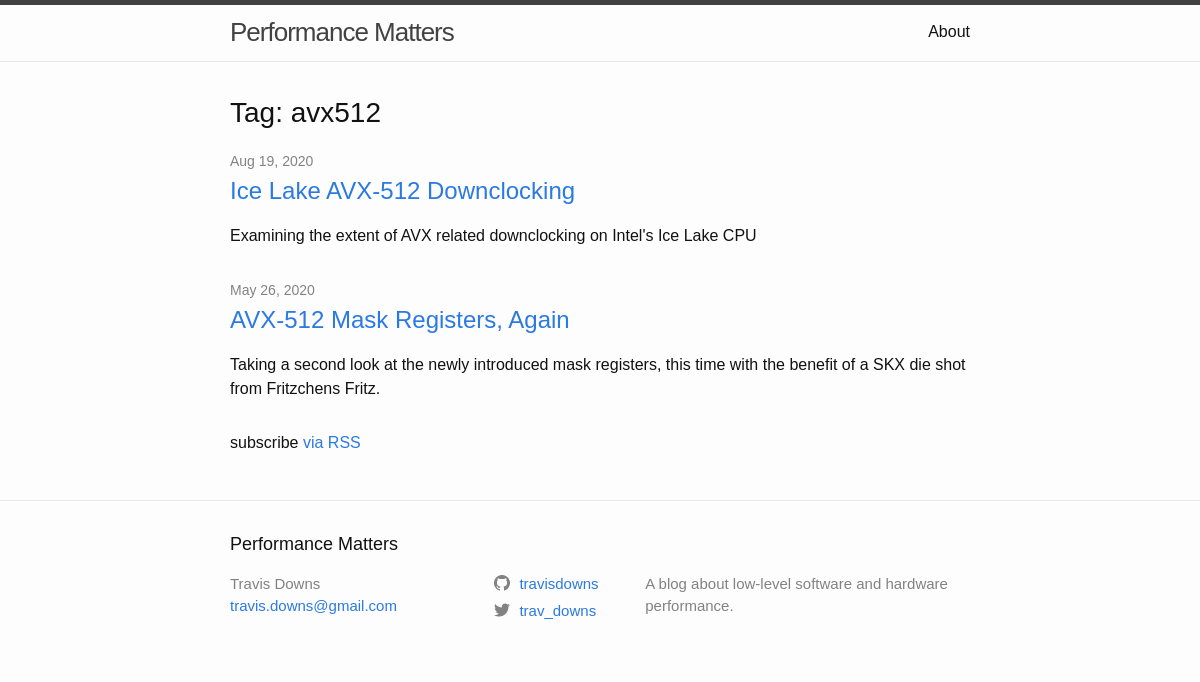 Performance Matters
About
Tag: avx512
Aug 19, 2020
Ice Lake AVX-512 Downclocking
Examining the extent of AVX related downclocking on Intel's Ice Lake CPU
May 26, 2020
AVX-512 Mask Registers, Again
Taking a second look at the newly introduced mask registers, this time with the benefit of a SKX die shot
from Fritzchens Fritz.
subscribe via RSS
Performance Matters
Travis Downs
travis.downs@gmail.com
travisdowns
trav_downs
A blog about low-level software and hardware
performance.